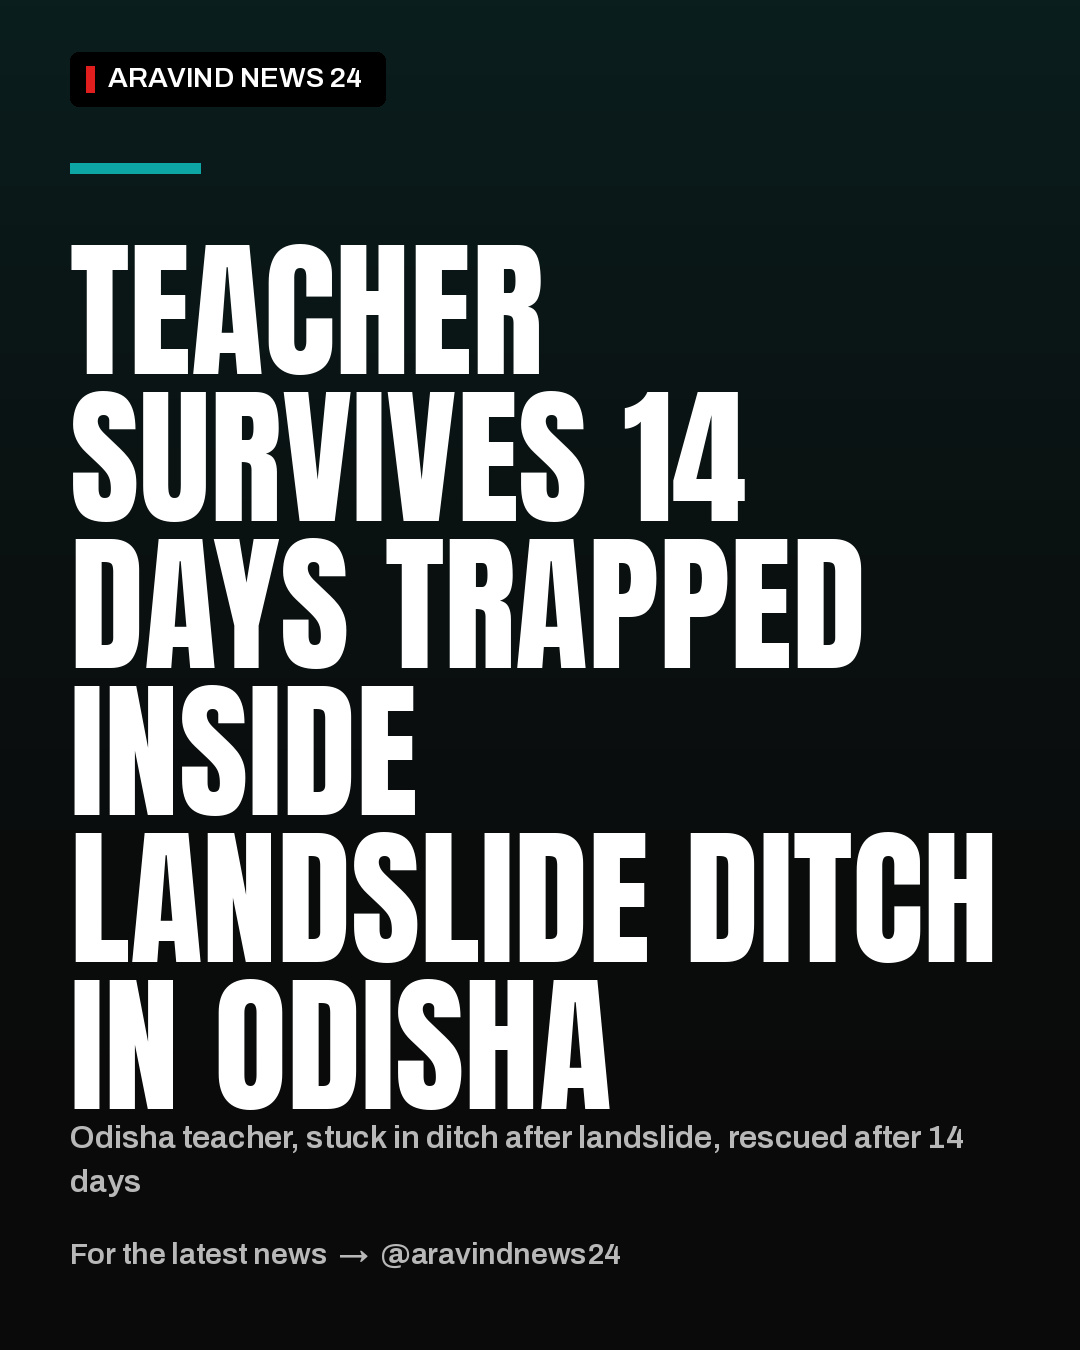 ARAVIND NEWS 24
TEACHER
SURVIVES 14
DAYS TRAPPED
INSIDE
LANDSLIDE DITCH
IN ODISHA
Odisha teacher, stuck in ditch after landslide, rescued after 14
days
For the latest news → @aravindnews24